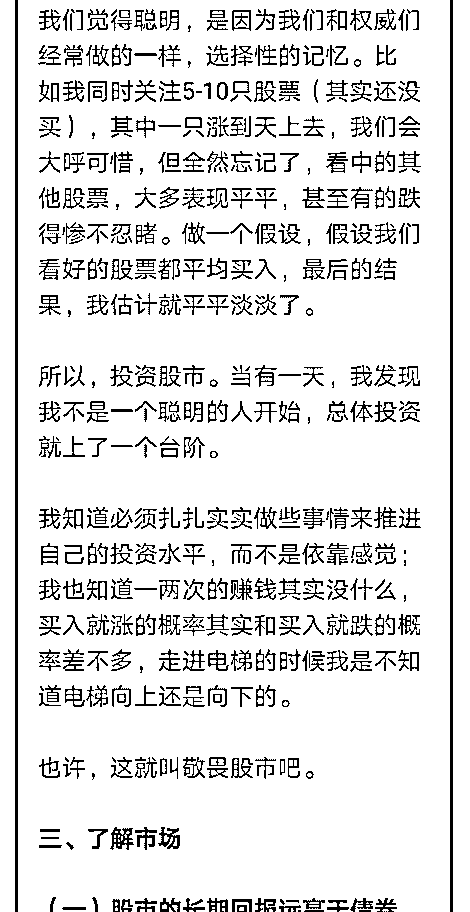 我们觉得聪明，是因为我们和权威们
经常做的一样，选择性的记忆。比
如我同时关注5-10只股票（其实还没
买），其中一只涨到天上去，我们会
大呼可惜，但全然忘记了，看中的其
他股票，大多表现平平，甚至有的跌
得惨不忍睹。做一个假设，假设我们
看好的股票都平均买入，最后的结
果，我估计就平平淡淡了。
所以，投资股市。当有一天，我发现
我不是一个聪明的人开始，总体投资
就上了一个台阶。
我知道必须扎扎实实做些事情来推进
自己的投资水平，而不是依靠感觉；
我也知道一两次的赚钱其实没什么，
买入就涨的概率其实和买入就跌的概
率差不多，走进电梯的时候我是不知
道电梯向上还是向下的。
也许，这就叫敬畏股市吧。
三、了解市场
（一）股市的长期回报远高于债券